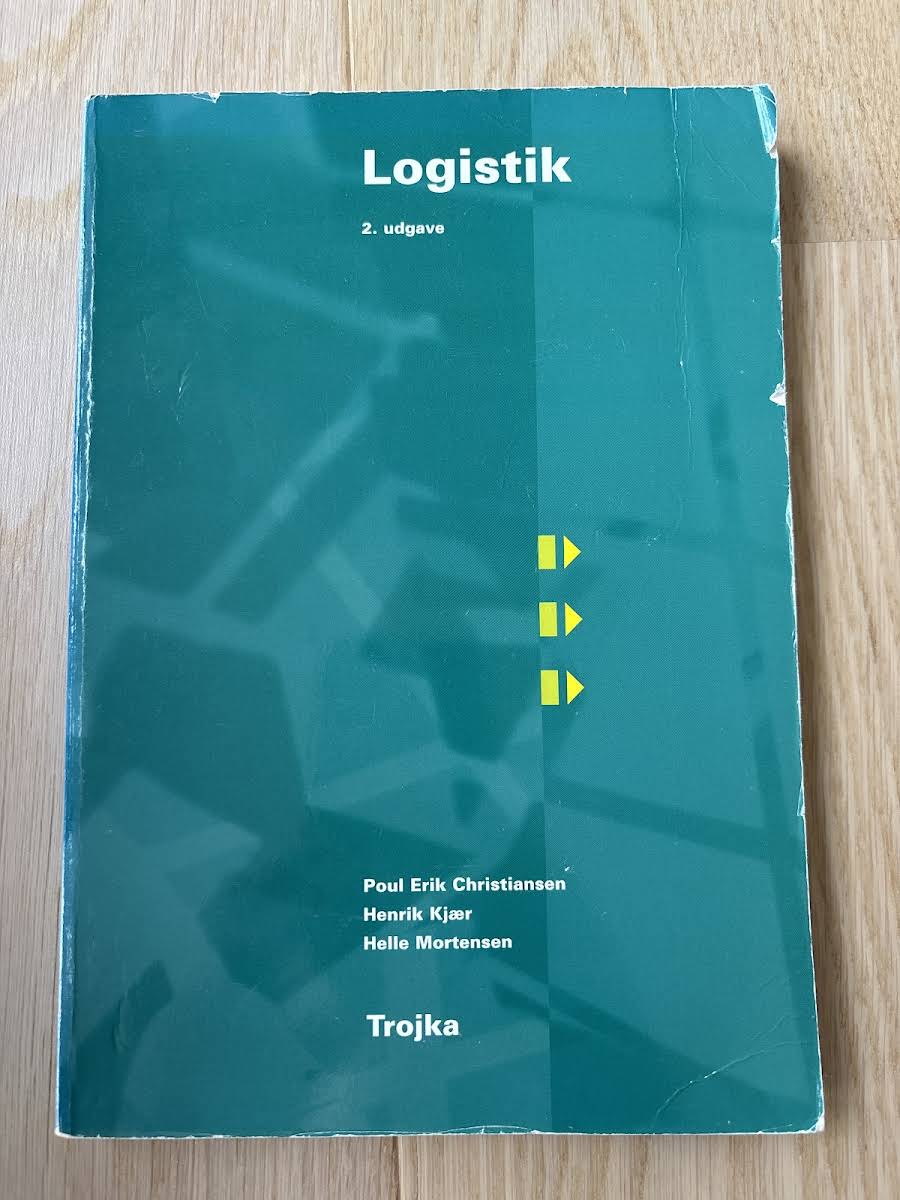 Logistik
2. udgave
Poul Erik Christiansen
Henrik Kjær
Helle Mortensen
Trojka